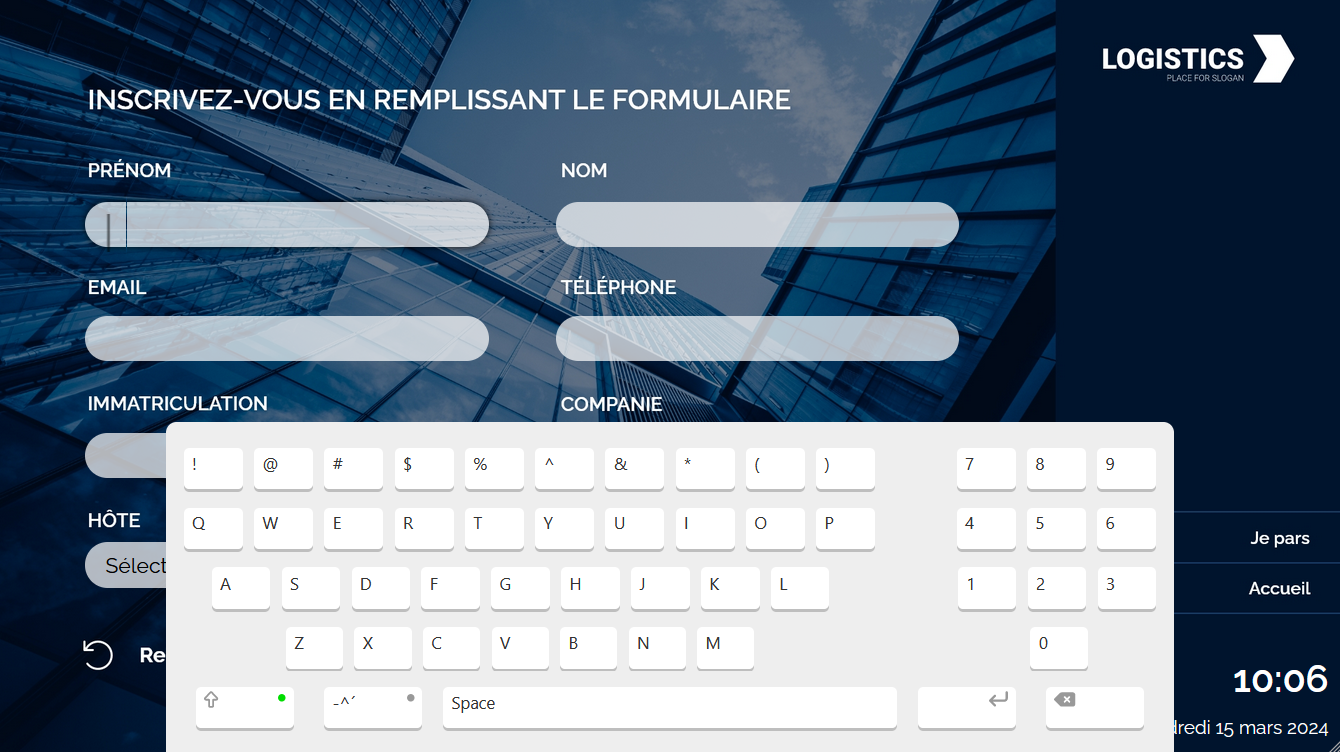 LOGISTICS
PLACE FOR SLOGAN
INSCRIVEZ-VOUS EN REMPLISSANT LE FORMULAIRE
PRÉNOM NOM
EMAIL TÉLÉPHONE
IMMATRICULATION COMPANIE
! @ # $ % ^ & * ( ) 7 8 9
Q W E R T Y U I O P 4 5 6
HÔTE
Je pars
Sélect
A S D F G H J K L 1 2 3
Accueil
Z X C V B N M 0
Re
10:06
-^´ Space
dredi 15 mars 2024